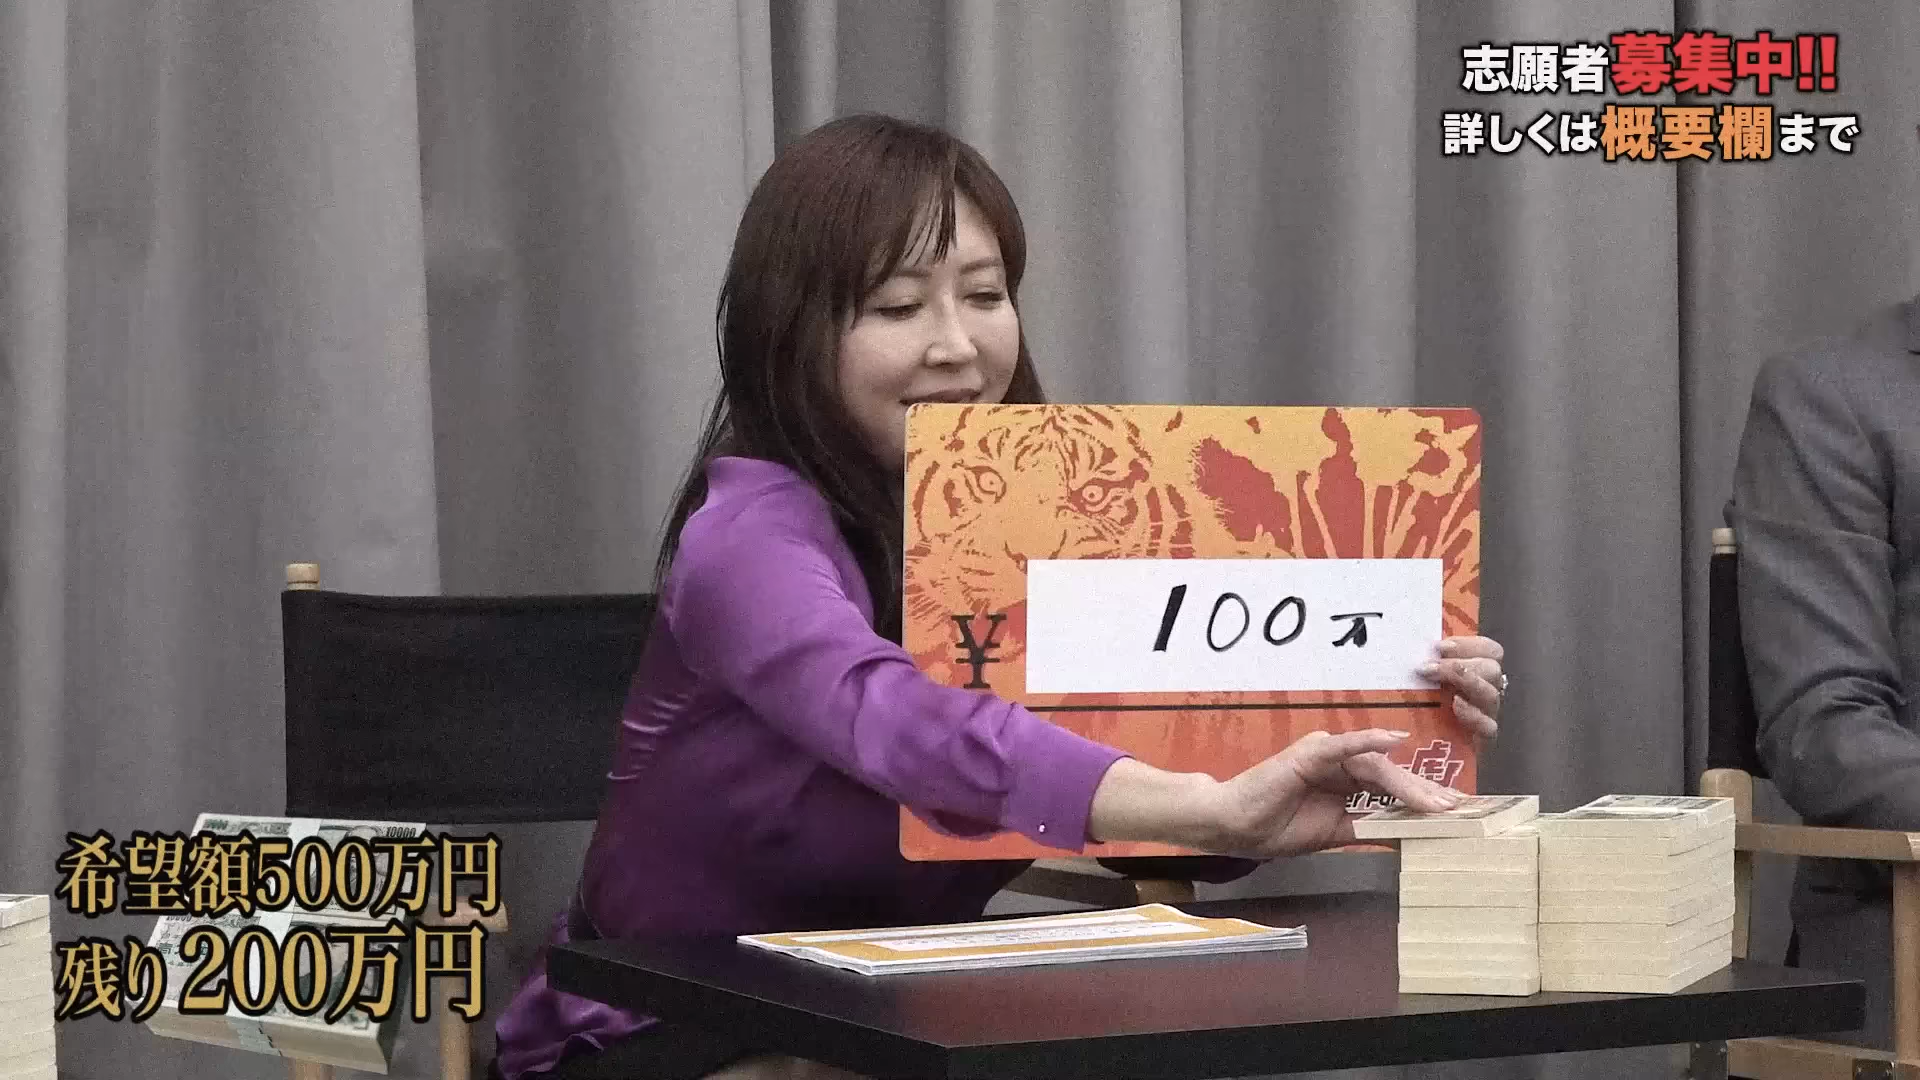 志願者募集中!!
詳しくは概要欄まで
¥ 100万
虎
希望額500万円
残り200万円